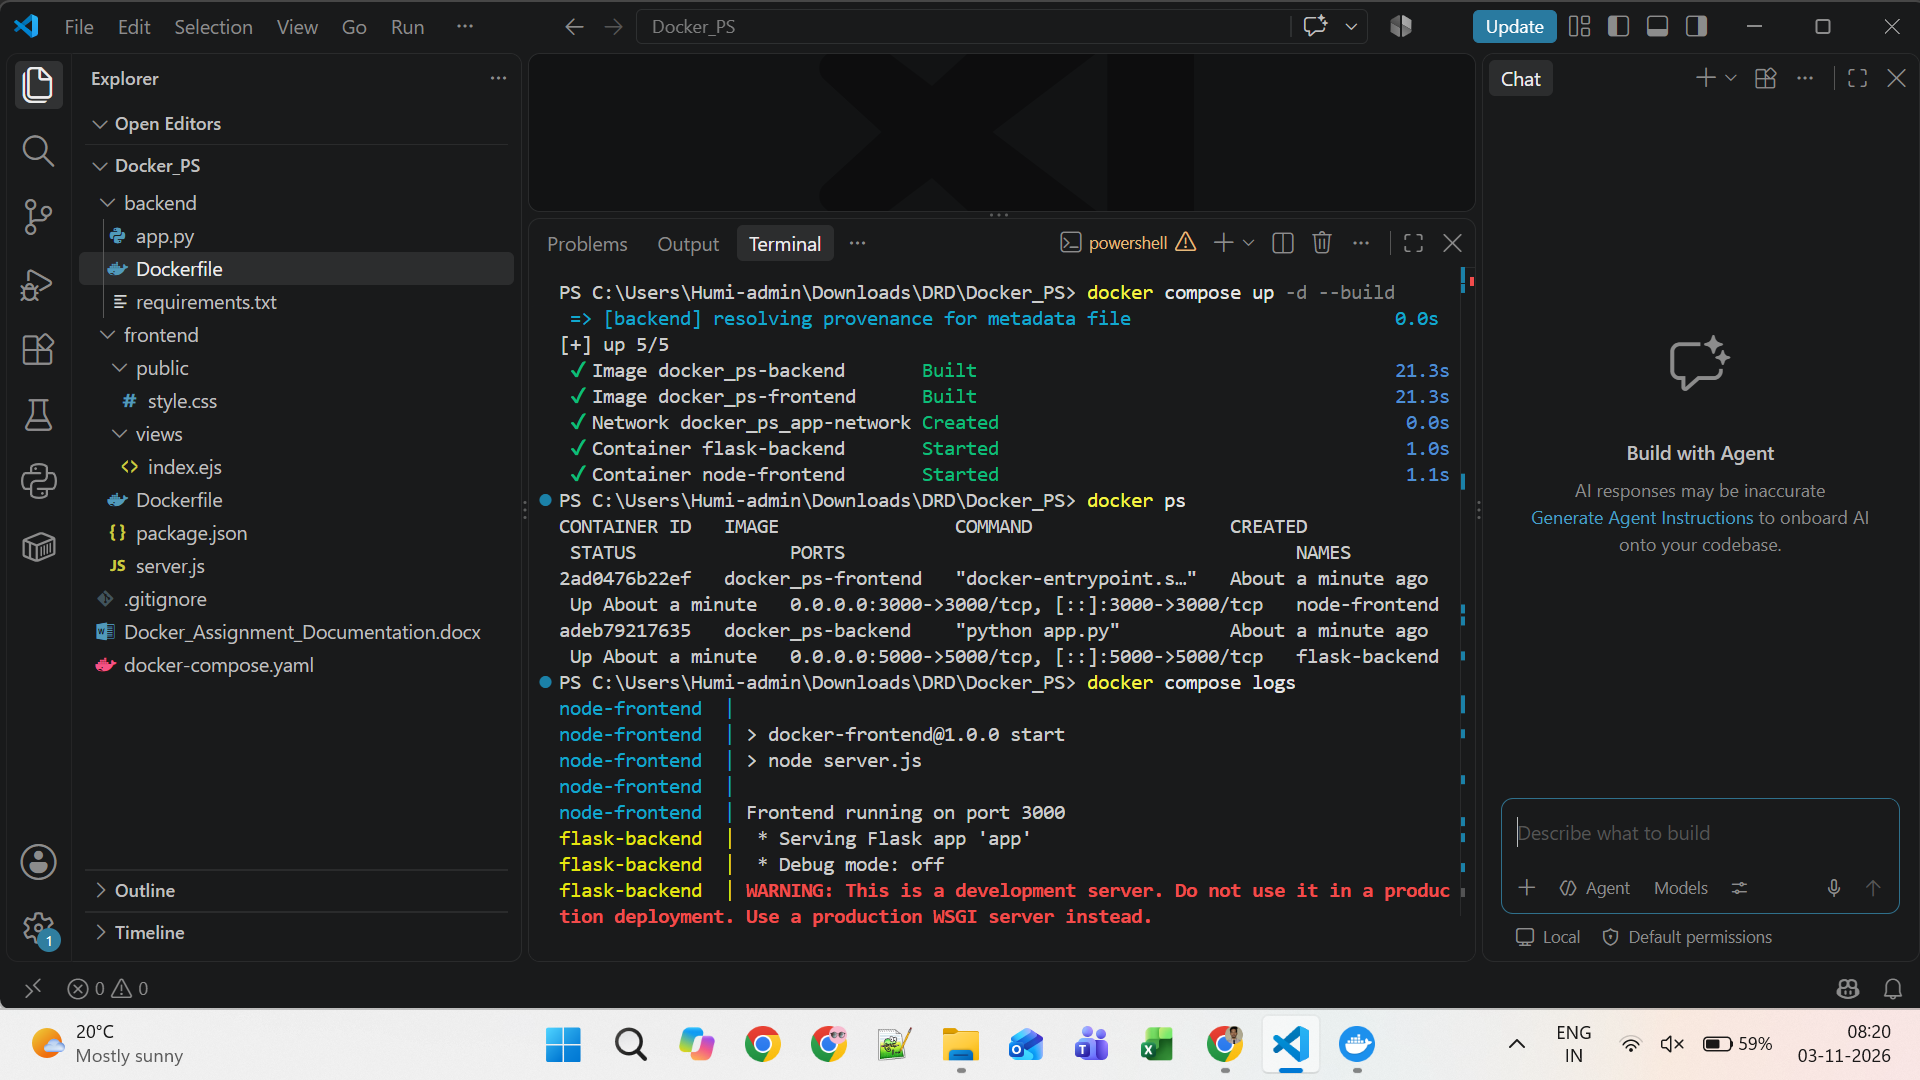 File Edit Selection View Go Run ··· Docker_PS Update
Explorer
Open Editors
Docker_PS
backend
app.py
Dockerfile
requirements.txt
frontend
public
# style.css
views
<> index.ejs
Dockerfile
{} package.json
JS server.js
.gitignore
Docker_Assignment_Documentation.docx
docker-compose.yaml
Outline
Timeline
Problems Output Terminal ··· powershell
PS C:\Users\Humi-admin\Downloads\DRD\Docker_PS> docker compose up -d --build
=> [backend] resolving provenance for metadata file 0.0s
[+] up 5/5
✓ Image docker_ps-backend Built 21.3s
✓ Image docker_ps-frontend Built 21.3s
✓ Network docker_ps_app-network Created 0.0s
✓ Container flask-backend Started 1.0s
✓ Container node-frontend Started 1.1s
PS C:\Users\Humi-admin\Downloads\DRD\Docker_PS> docker ps
CONTAINER ID IMAGE COMMAND CREATED
STATUS PORTS NAMES
2ad0476b22ef docker_ps-frontend "docker-entrypoint.s…" About a minute ago
Up About a minute 0.0.0.0:3000->3000/tcp, [::]:3000->3000/tcp node-frontend
adeb79217635 docker_ps-backend "python app.py" About a minute ago
Up About a minute 0.0.0.0:5000->5000/tcp, [::]:5000->5000/tcp flask-backend
PS C:\Users\Humi-admin\Downloads\DRD\Docker_PS> docker compose logs
node-frontend |
node-frontend | > docker-frontend@1.0.0 start
node-frontend | > node server.js
node-frontend |
node-frontend | Frontend running on port 3000
flask-backend | * Serving Flask app 'app'
flask-backend | * Debug mode: off
flask-backend | WARNING: This is a development server. Do not use it in a produc
tion deployment. Use a production WSGI server instead.
Chat
Build with Agent
AI responses may be inaccurate
Generate Agent Instructions to onboard AI
onto your codebase.
Describe what to build
Agent Models
Local Default permissions
1
0 0
20°C
Mostly sunny
ENG
IN
59%
08:20
03-11-2026